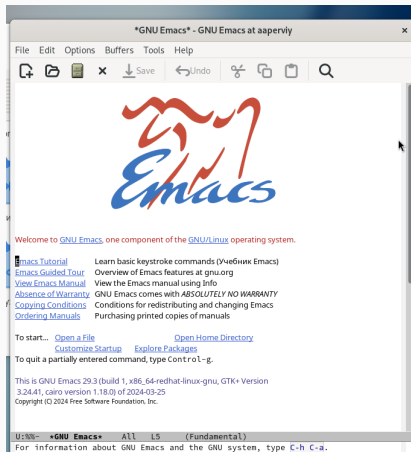 *GNU Emacs* - GNU Emacs at aaperviy
File Edit Options Buffers Tools Help
Save Undo
Emacs
Welcome to GNU Emacs, one component of the GNU/Linux operating system.
Emacs Tutorial Learn basic keystroke commands (Учебник Emacs)
Emacs Guided Tour Overview of Emacs features at gnu.org
View Emacs Manual View the Emacs manual using Info
Absence of Warranty GNU Emacs comes with ABSOLUTELY NO WARRANTY
Copying Conditions Conditions for redistributing and changing Emacs
Ordering Manuals Purchasing printed copies of manuals
To start... Open a File Open Home Directory
Customize Startup Explore Packages
To quit a partially entered command, type Control-g.
This is GNU Emacs 29.3 (build 1, x86_64-redhat-linux-gnu, GTK+ Version
3.24.41, cairo version 1.18.0) of 2024-03-25
Copyright (C) 2024 Free Software Foundation, Inc.
U:%%- *GNU Emacs* All L5 (Fundamental)
For information about GNU Emacs and the GNU system, type C-h C-a.